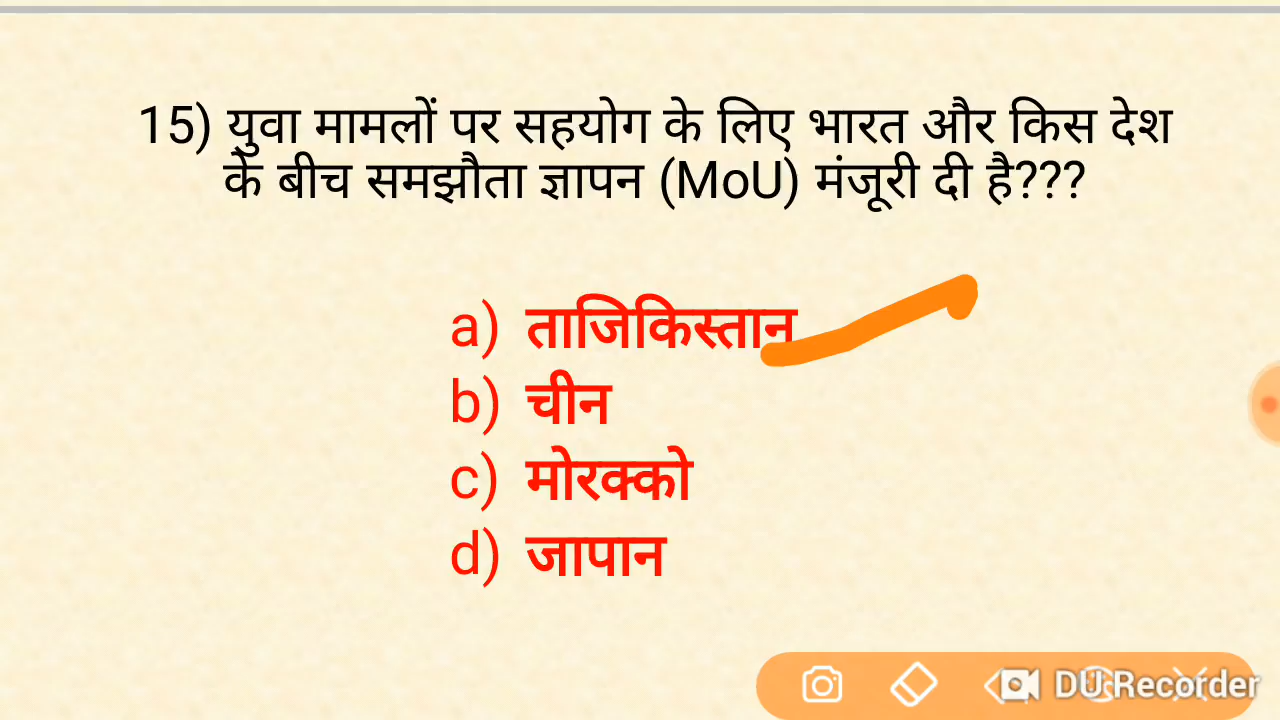 15) युवा मामलों पर सहयोग के लिए भारत और किस देश
के बीच समझौता ज्ञापन (MoU) मंजूरी दी है???
a) ताजिकिस्तान
b) चीन
c) मोरक्को
d) जापान
DU Recorder